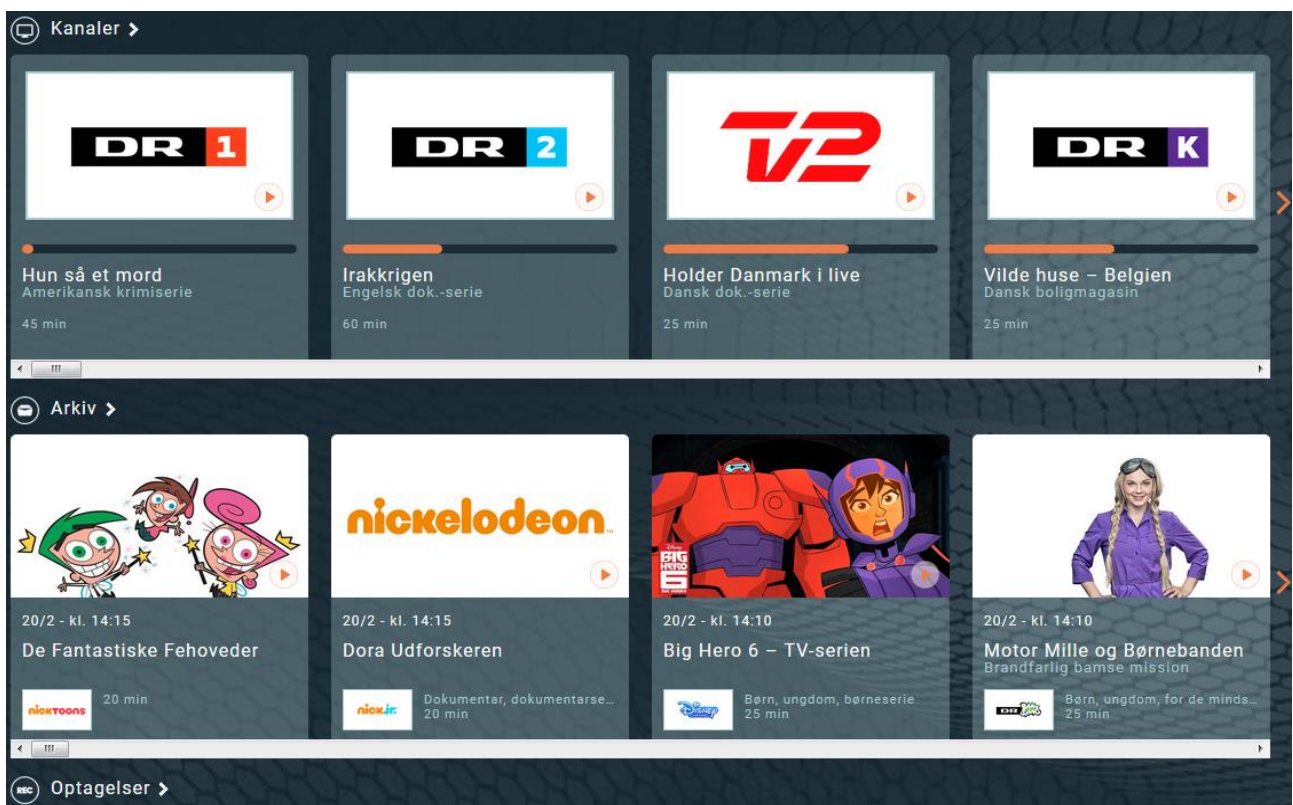 Kanaler
DR 1
DR 2
TV2
DR K
Hun så et mord
Amerikansk krimiserie
45 min
Irakkrigen
Engelsk dok.-serie
60 min
Holder Danmark i live
Dansk dok.-serie
25 min
Vilde huse – Belgien
Dansk boligmagasin
25 min
Arkiv
nickelodeon
Disney
BIG
HERO
6
20/2 - kl. 14:15
De Fantastiske Fehoveder
nicktoons
20 min
20/2 - kl. 14:15
Dora Udforskeren
nick jr.
Dokumentar, dokumentarse...
20 min
20/2 - kl. 14:10
Big Hero 6 – TV-serien
Disney
Børn, ungdom, børneserie
25 min
20/2 - kl. 14:10
Motor Mille og Børnebanden
Brandfarlig bamse mission
DR
Børn, ungdom, for de minds...
25 min
REC
Optagelser